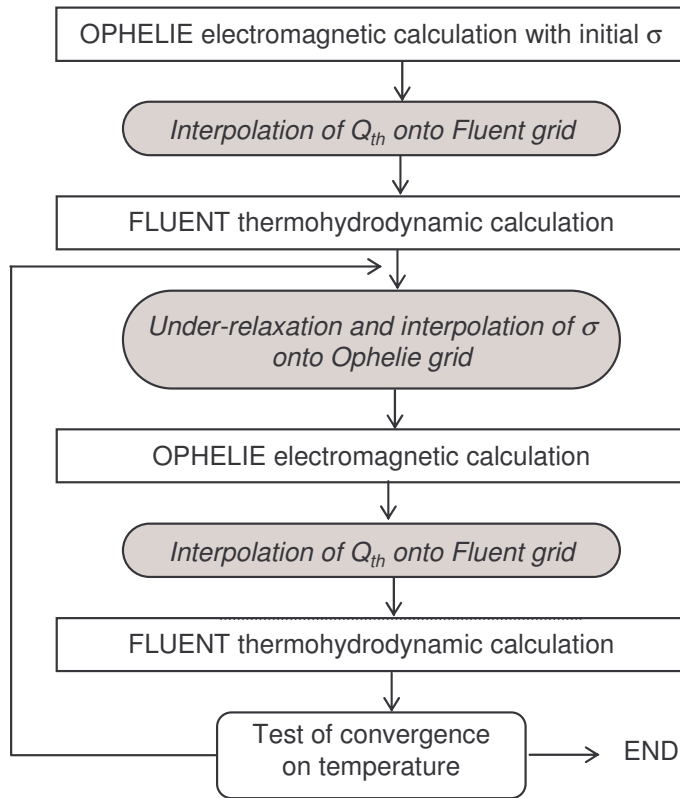 OPHELIE electromagnetic calculation with initial σ
Interpolation of Qth onto Fluent grid
FLUENT thermohydrodynamic calculation
Under-relaxation and interpolation of σ
onto Ophelie grid
OPHELIE electromagnetic calculation
Interpolation of Qth onto Fluent grid
FLUENT thermohydrodynamic calculation
Test of convergence
on temperature
END